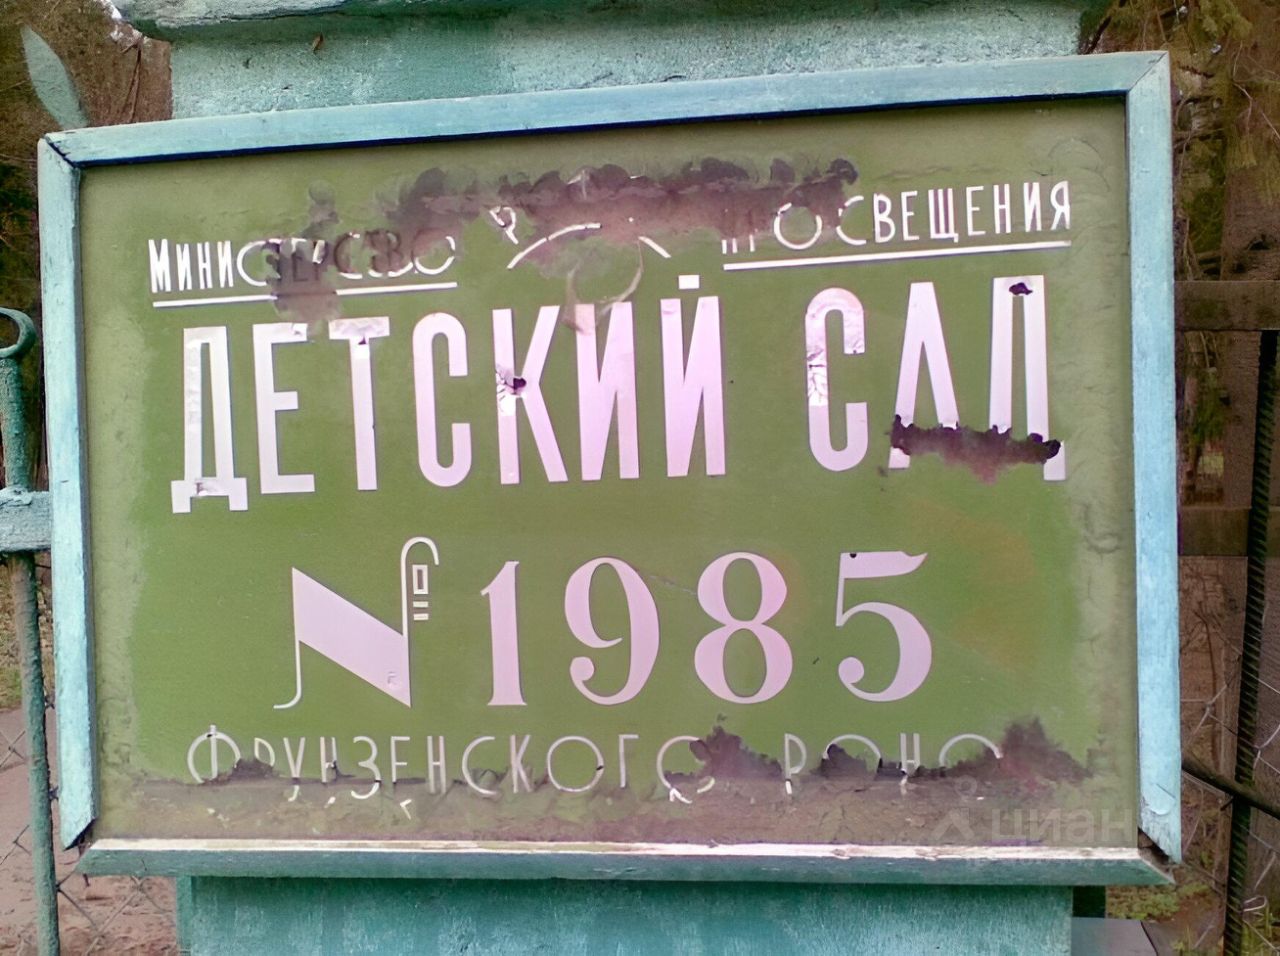 Министерство просвещения
ДЕТСКИЙ САД
№ 1985
ФРУНЗЕНСКОГО РОНО
циан